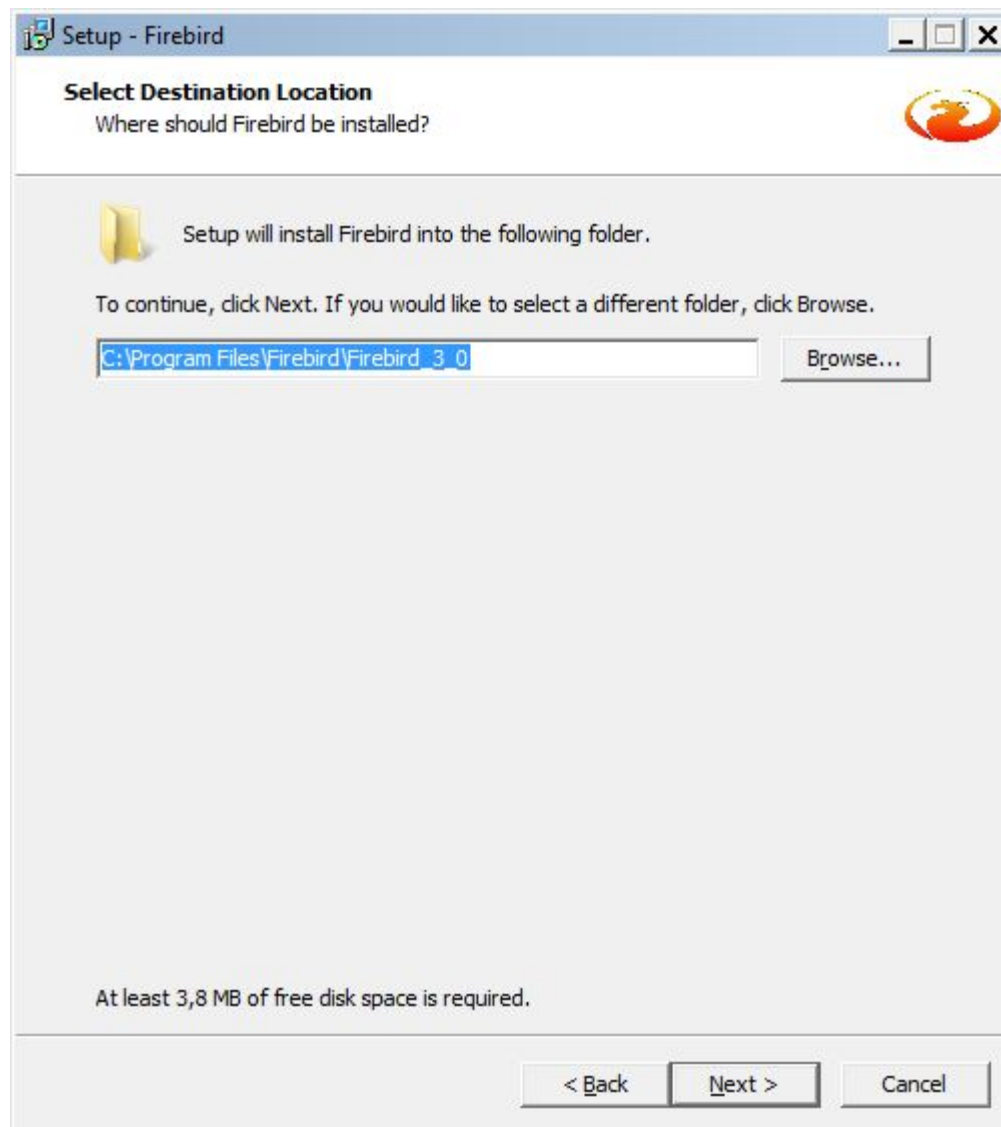 Setup - Firebird
Select Destination Location
Where should Firebird be installed?
Setup will install Firebird into the following folder.
To continue, click Next. If you would like to select a different folder, click Browse.
C:\Program Files\Firebird\Firebird_3_0
Browse...
At least 3,8 MB of free disk space is required.
< Back Next > Cancel